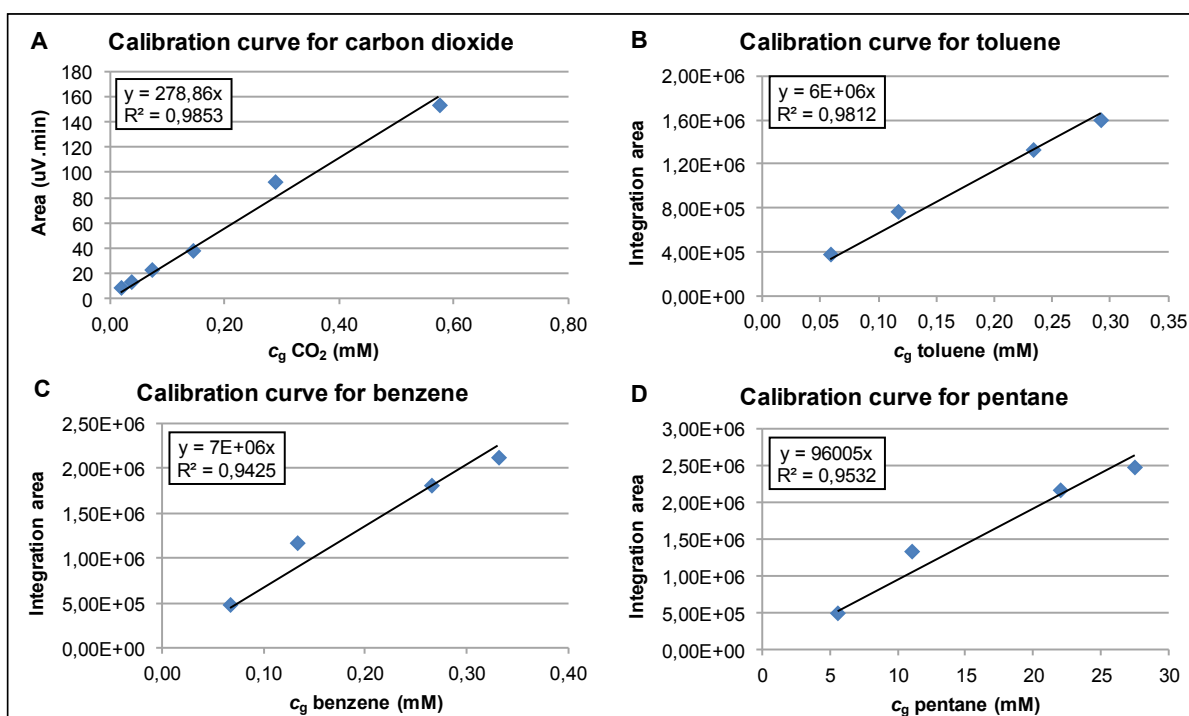 A
Calibration curve for carbon dioxide
y = 278,86x
R² = 0,9853
Area (uV.min)
180
160
140
120
100
80
60
40
20
0
0,00 0,20 0,40 0,60 0,80
cg CO2 (mM)
B
Calibration curve for toluene
y = 6E+06x
R² = 0,9812
Integration area
2,00E+06
1,60E+06
1,20E+06
8,00E+05
4,00E+05
0,00E+00
0,00 0,05 0,10 0,15 0,20 0,25 0,30 0,35
cg toluene (mM)
C
Calibration curve for benzene
y = 7E+06x
R² = 0,9425
Integration area
2,50E+06
2,00E+06
1,50E+06
1,00E+06
5,00E+05
0,00E+00
0,00 0,10 0,20 0,30 0,40
cg benzene (mM)
D
Calibration curve for pentane
y = 96005x
R² = 0,9532
Integration area
3,00E+06
2,50E+06
2,00E+06
1,50E+06
1,00E+06
5,00E+05
0,00E+00
0 5 10 15 20 25 30
cg pentane (mM)